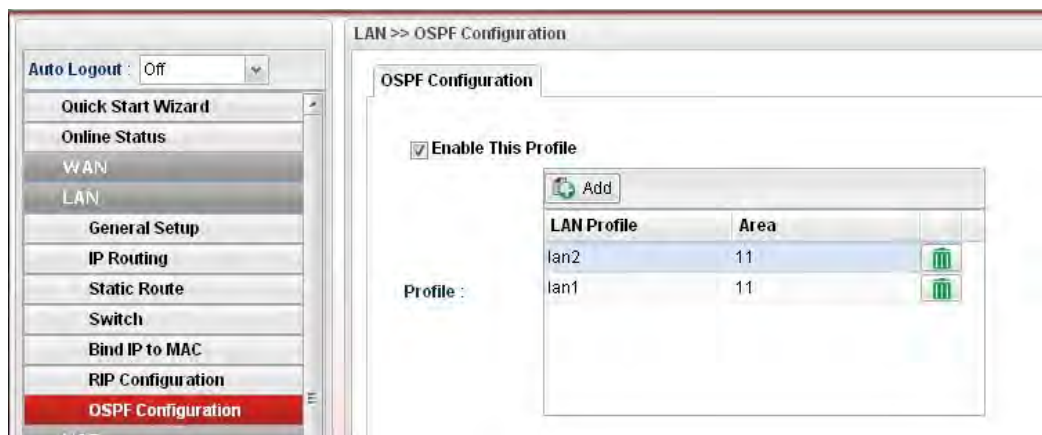 LAN >> OSPF Configuration
Auto Logout : Off
Quick Start Wizard
Online Status
WAN
LAN
General Setup
IP Routing
Static Route
Switch
Bind IP to MAC
RIP Configuration
OSPF Configuration
OSPF Configuration
Enable This Profile
Add
LAN Profile Area
lan2 11
Profile :
lan1 11